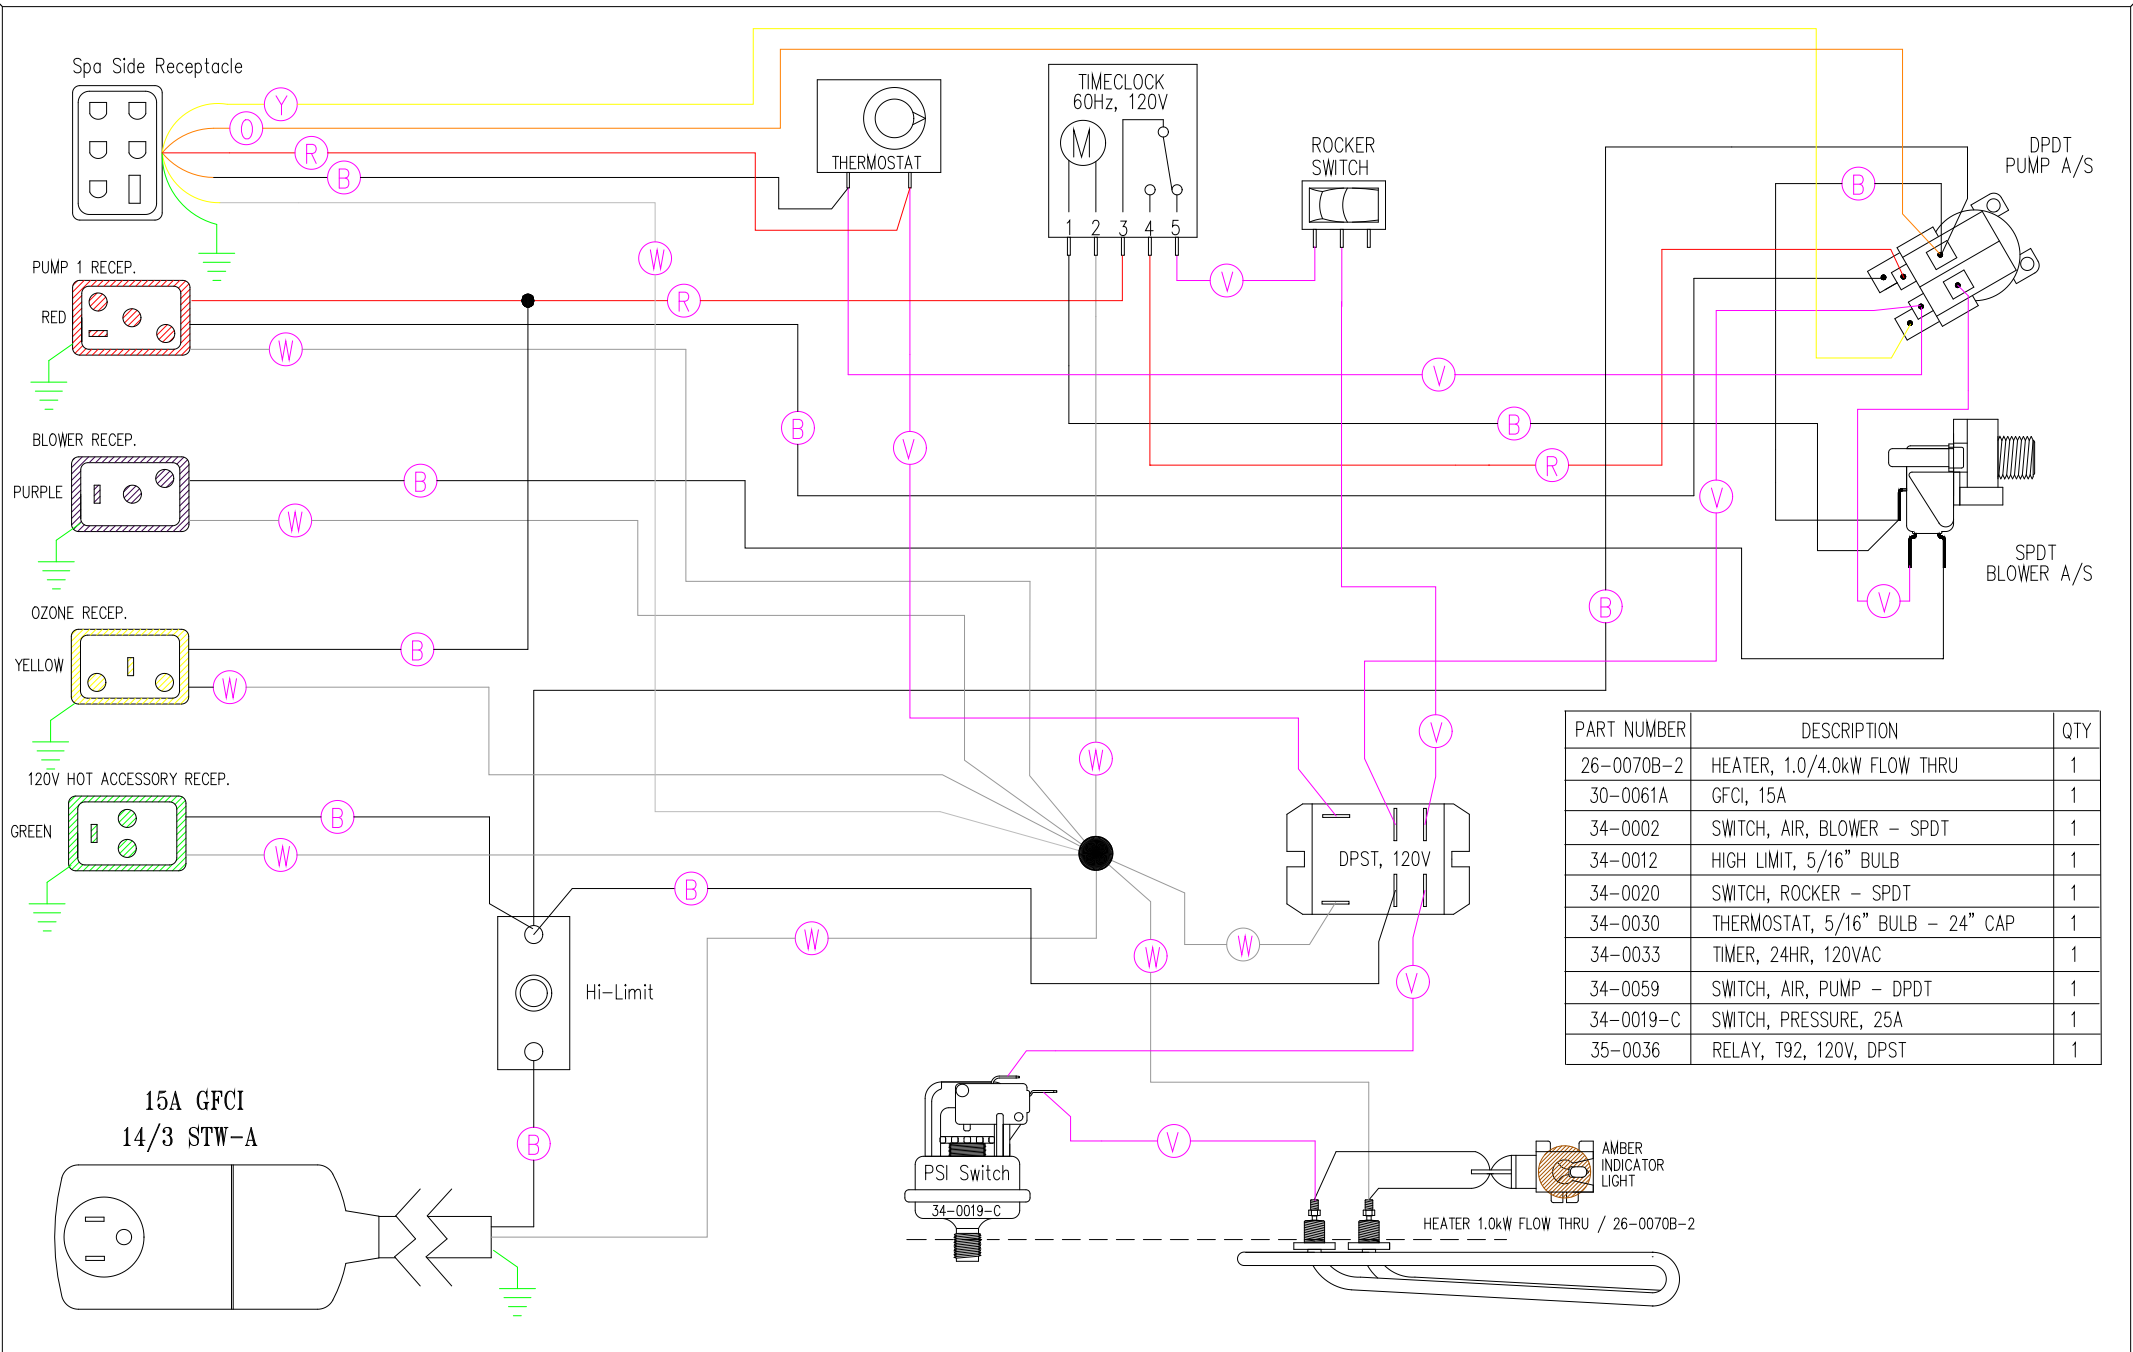 Spa Side Receptacle
Y
O
R
B
W
THERMOSTAT
TIMECLOCK
60Hz, 120V
M
1 2 3 4 5
ROCKER
SWITCH
V
DPDT
PUMP A/S
B
PUMP 1 RECEP.
RED
R
W
V
B
B
V
R
V
BLOWER RECEP.
PURPLE
B
W
SPDT
BLOWER A/S
V
B
OZONE RECEP.
YELLOW
B
W
V
W
120V HOT ACCESSORY RECEP.
GREEN
B
W
DPST, 120V
B
W
W
W
V
Hi-Limit
B
PART NUMBER DESCRIPTION QTY
26-0070B-2 HEATER, 1.0/4.0kW FLOW THRU 1
30-0061A GFCI, 15A 1
34-0002 SWITCH, AIR, BLOWER - SPDT 1
34-0012 HIGH LIMIT, 5/16" BULB 1
34-0020 SWITCH, ROCKER - SPDT 1
34-0030 THERMOSTAT, 5/16" BULB - 24" CAP 1
34-0033 TIMER, 24HR, 120VAC 1
34-0059 SWITCH, AIR, PUMP - DPDT 1
34-0019-C SWITCH, PRESSURE, 25A 1
35-0036 RELAY, T92, 120V, DPST 1
15A GFCI
14/3 STW-A
PSI Switch
34-0019-C
V
AMBER
INDICATOR
LIGHT
HEATER 1.0kW FLOW THRU / 26-0070B-2